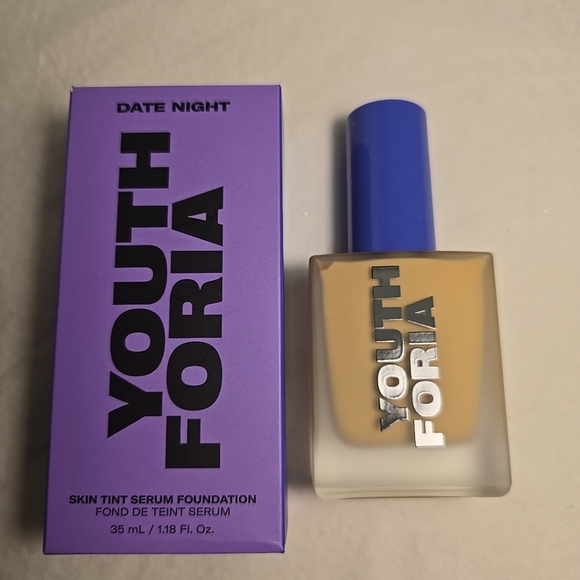 DATE NIGHT
YOUTH
FORIA
SKIN TINT SERUM FOUNDATION
FOND DE TEINT SERUM
35 mL / 1.18 Fl. Oz.
YOUTH
FORIA